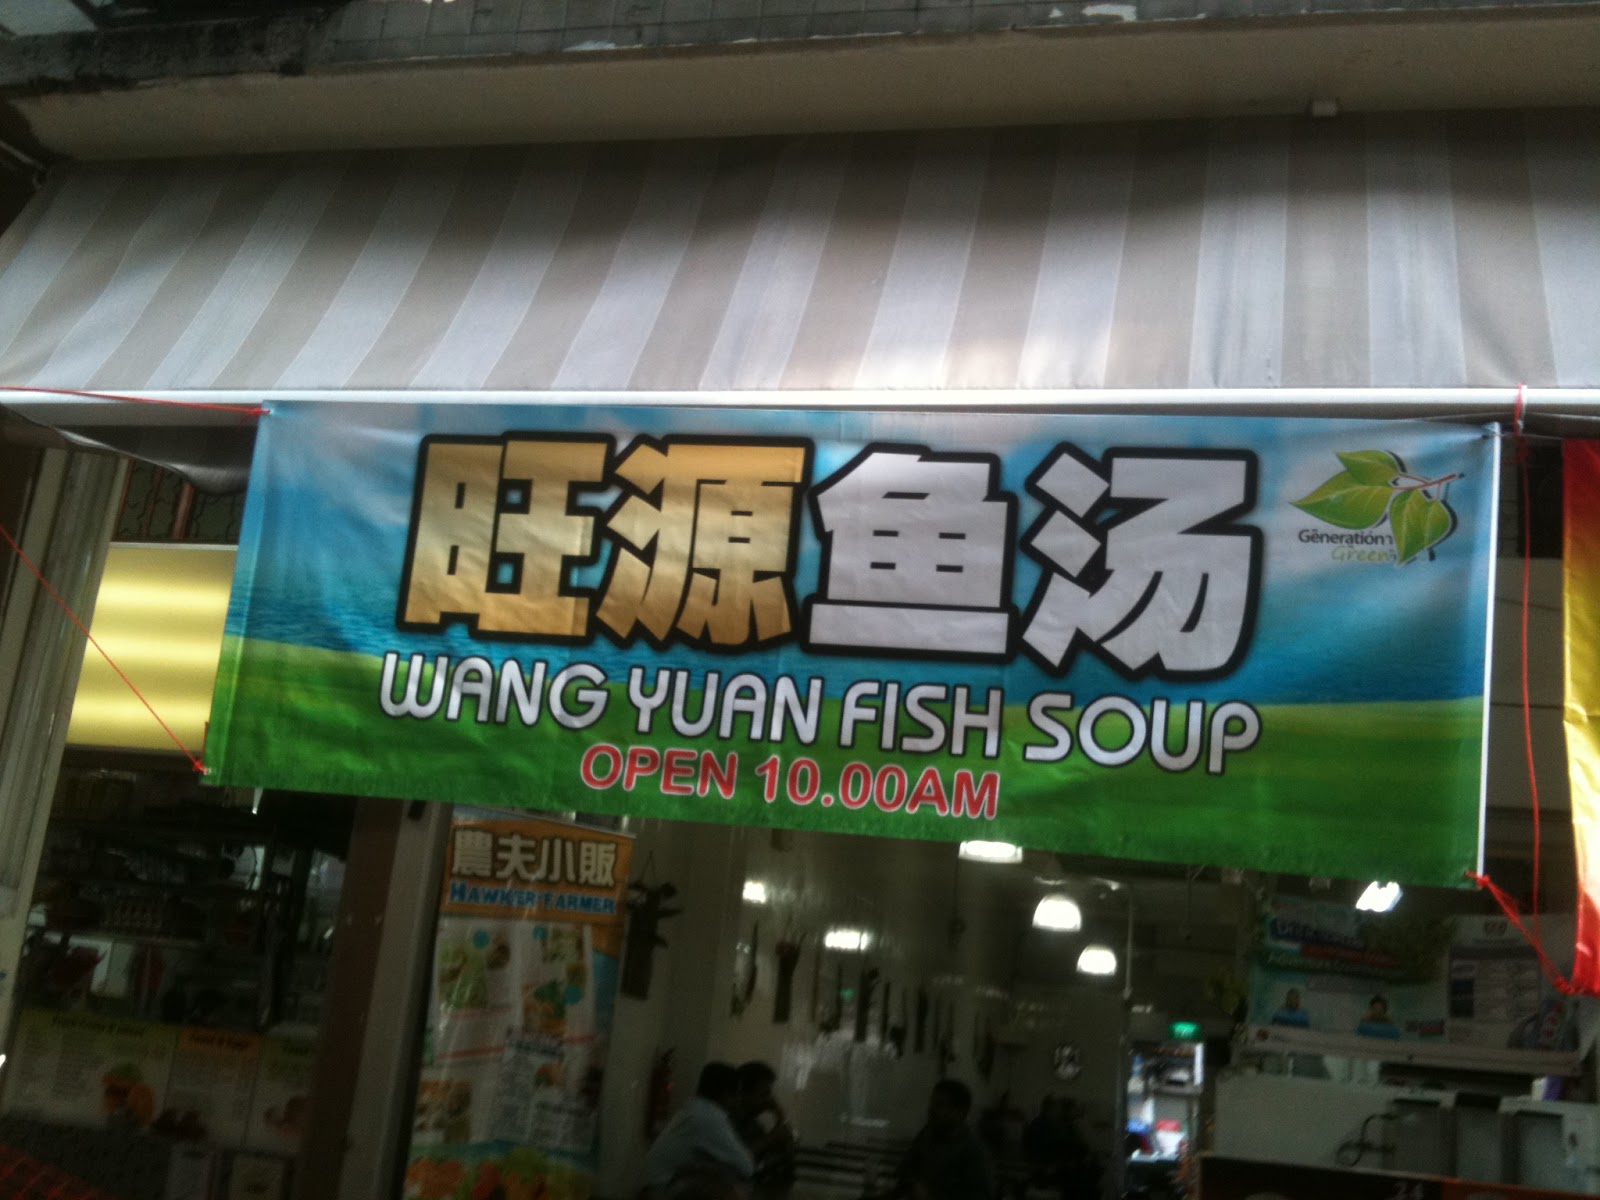 旺源鱼汤
Generation
Green
WANG YUAN FISH SOUP
OPEN 10.00AM
農夫小販
HAWKER FARMER